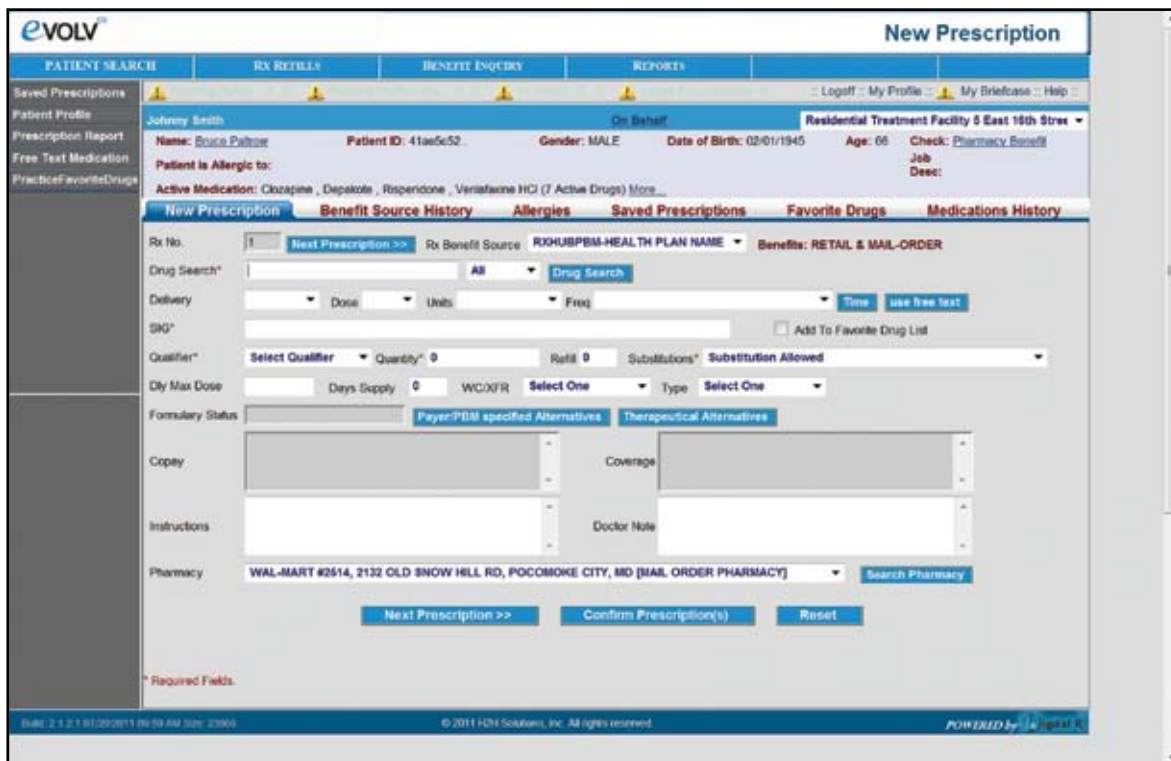 eVOLV
New Prescription
PATIENT SEARCH RX REFILLS BENEFIT INQUIRY REPORTS
Saved Prescriptions :: Logoff :: My Profile :: My Briefcase :: Help ::
Patient Profile
Prescription Report
Free Text Medication
PracticeFavoriteDrugs
Johnny Smith On Behalf Residential Treatment Facility 5 East 16th Stree
Name: Bruce Paltrow Patient ID: 41ae5c52 Gender: MALE Date of Birth: 02/01/1945 Age: 66 Check: Pharmacy Benefit
Patient is Allergic to: Job Desc:
Active Medication: Clozapine , Depakote , Risperidone , Venlafaxine HCl (7 Active Drugs) More...
New Prescription Benefit Source History Allergies Saved Prescriptions Favorite Drugs Medications History
Rx No. 1 Next Prescription >> Rx Benefit Source RXHUBPBM-HEALTH PLAN NAME Benefits: RETAIL & MAIL-ORDER
Drug Search* All Drug Search
Delivery Dose Units Freq Time use free text
SIG* Add To Favorite Drug List
Qualifier* Select Qualifier Quantity* 0 Refill 0 Substitutions* Substitution Allowed
Dly Max Dose Days Supply 0 WC/XFR Select One Type Select One
Formulary Status Payer/PBM specified Alternatives Therapeutical Alternatives
Copay Coverage
Instructions Doctor Note
Pharmacy WAL-MART #2514, 2132 OLD SNOW HILL RD, POCOMOKE CITY, MD [MAIL ORDER PHARMACY] Search Pharmacy
Next Prescription >> Confirm Prescription(s) Reset
* Required Fields.
© 2011 H2H Solutions, Inc. All rights reserved. POWERED by Digital Rx